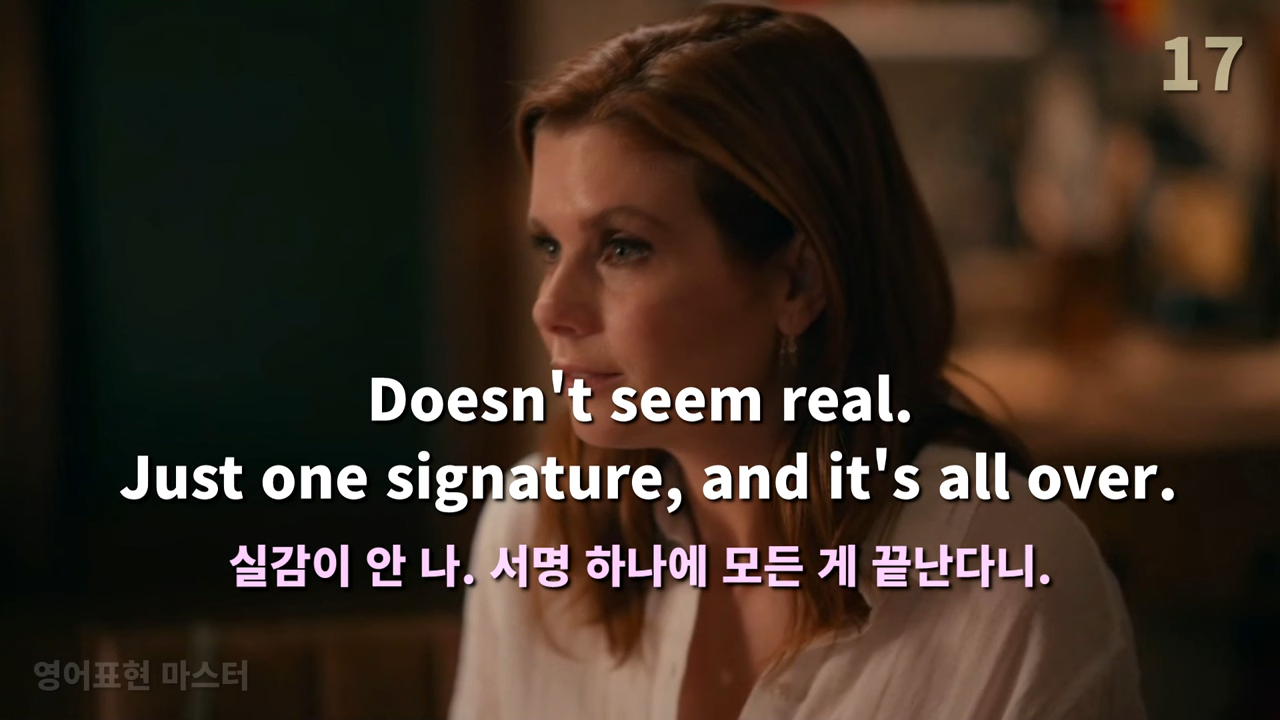 17
Doesn't seem real.
Just one signature, and it's all over.
실감이 안 나. 서명 하나에 모든 게 끝난다니.
영어표현 마스터